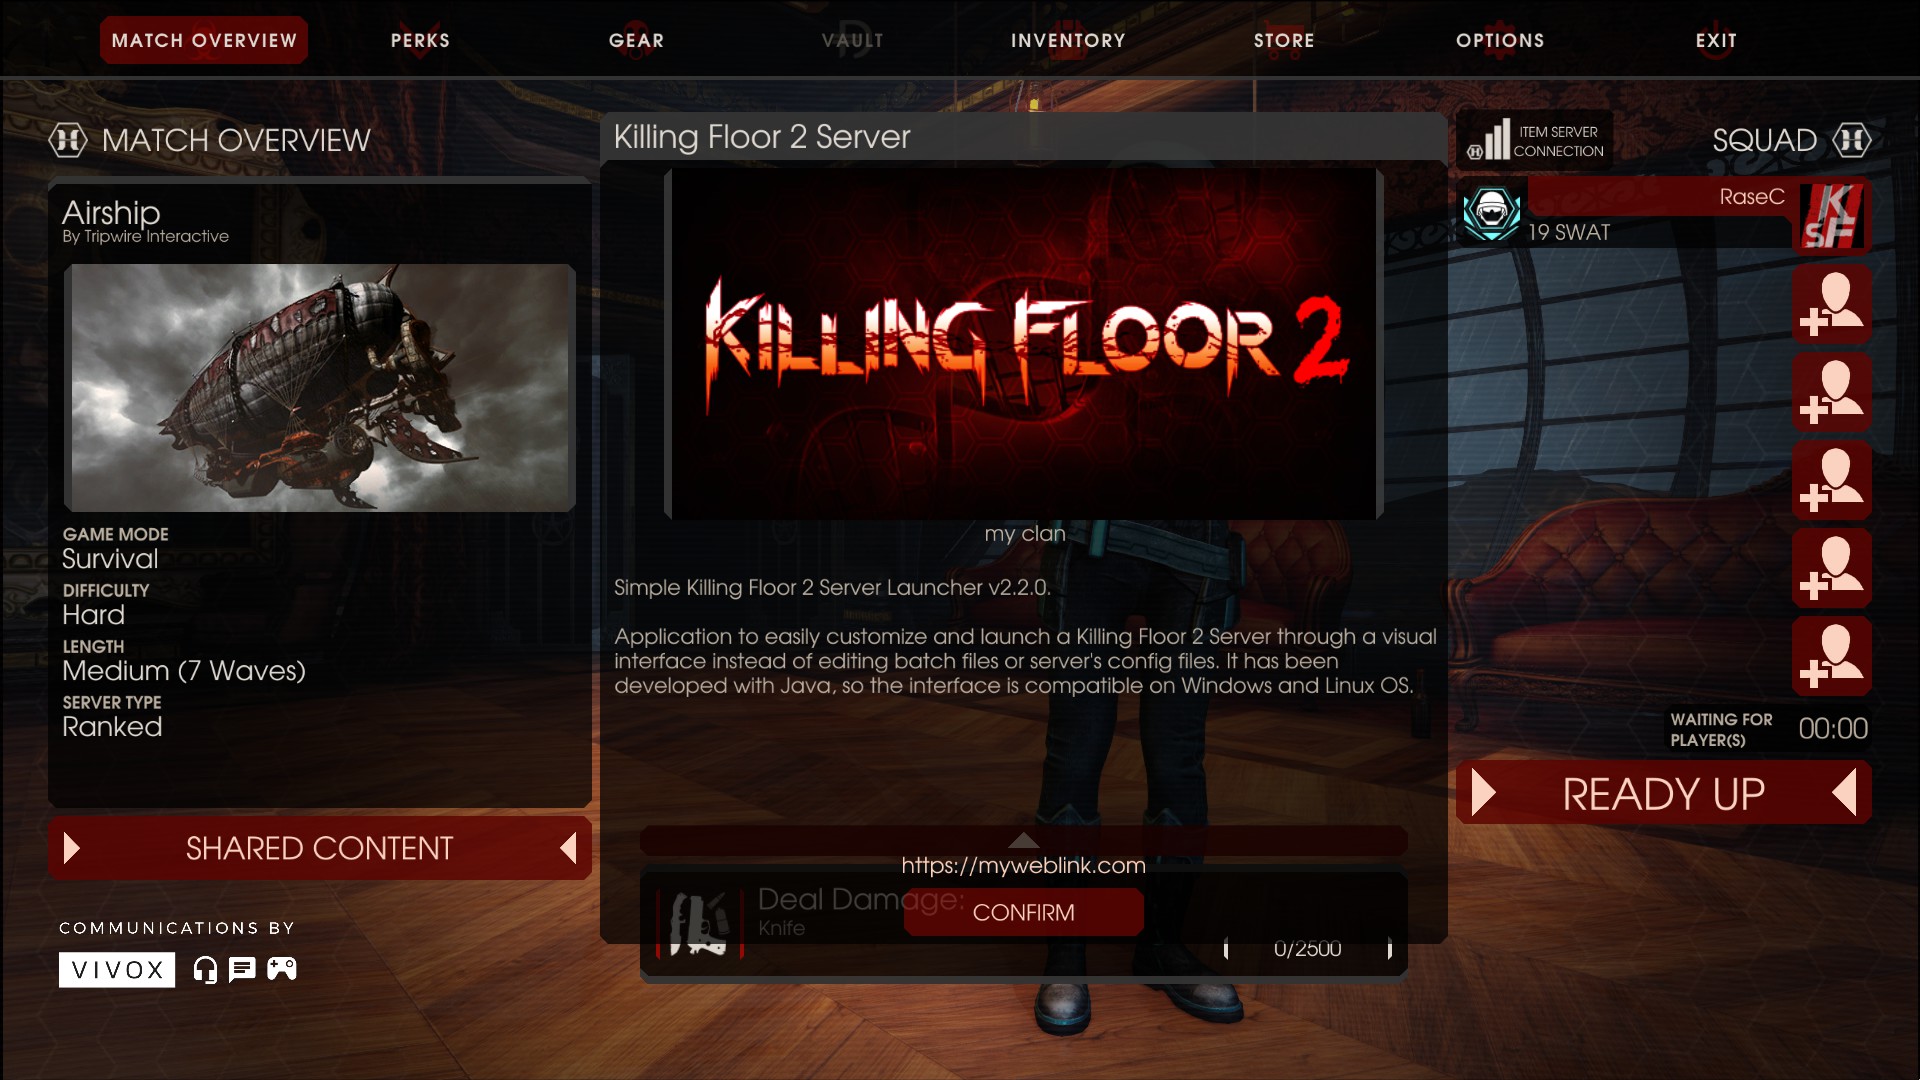 MATCH OVERVIEW
PERKS
GEAR
VAULT
INVENTORY
STORE
OPTIONS
EXIT
MATCH OVERVIEW
Airship
By Tripwire Interactive
GAME MODE
Survival
DIFFICULTY
Hard
LENGTH
Medium (7 Waves)
SERVER TYPE
Ranked
SHARED CONTENT
COMMUNICATIONS BY
VIVOX
Killing Floor 2 Server
KILLING FLOOR 2
my clan
Simple Killing Floor 2 Server Launcher v2.2.0.
Application to easily customize and launch a Killing Floor 2 Server through a visual
interface instead of editing batch files or server's config files. It has been
developed with Java, so the interface is compatible on Windows and Linux OS.
https://myweblink.com
Deal Damage:
Knife
CONFIRM
0/2500
ITEM SERVER
CONNECTION
SQUAD
RaseC
19 SWAT
KsF
WAITING FOR
PLAYER(S)
00:00
READY UP